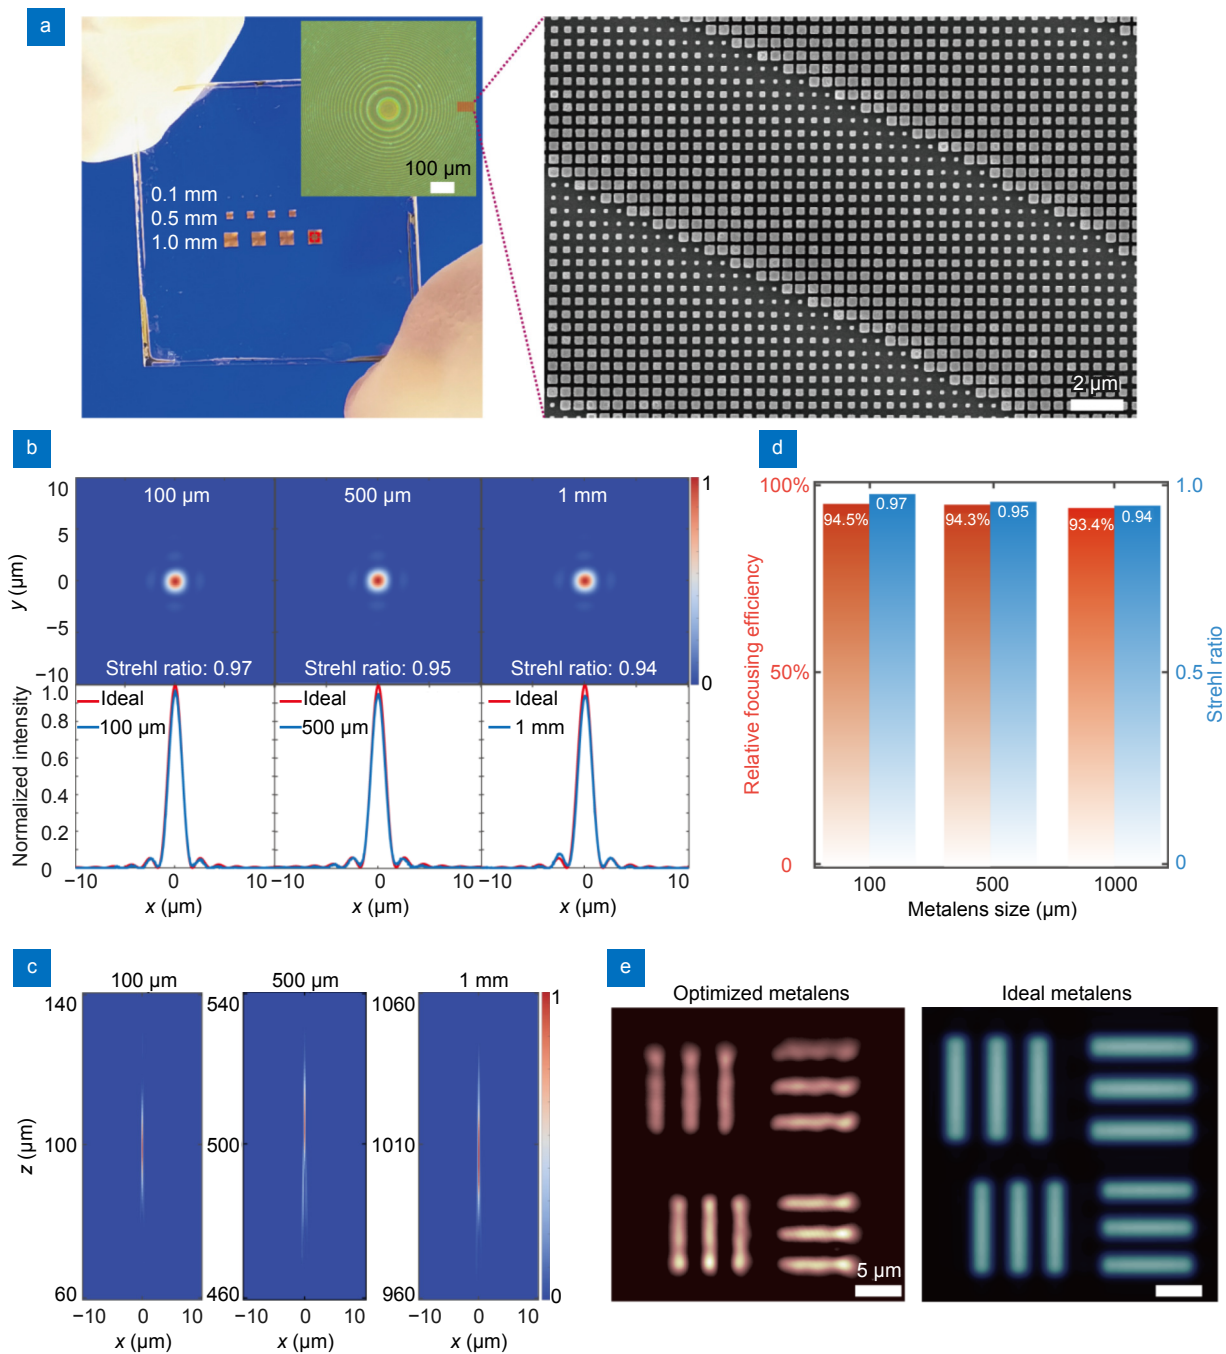 a
100 µm
0.1 mm
0.5 mm
1.0 mm
2 µm
b
10
5
0
−5
−10
y (µm)
100 µm
500 µm
1 mm
1
0
Strehl ratio: 0.97
Strehl ratio: 0.95
Strehl ratio: 0.94
Normalized intensity
1.0
0.8
0.6
0.4
0.2
0
Ideal
100 µm
Ideal
500 µm
Ideal
1 mm
−10 0 10
−10 0 10
−10 0 10
x (µm)
x (µm)
x (µm)
d
100%
50%
0
Relative focusing efficiency
94.5%
0.97
94.3%
0.95
93.4%
0.94
1.0
0.5
0
Strehl ratio
100 500 1000
Metalens size (µm)
c
100 µm
500 µm
1 mm
140
100
60
z (µm)
540
500
460
1060
1010
960
1
0
−10 0 10
−10 0 10
−10 0 10
x (µm)
x (µm)
x (µm)
e
Optimized metalens
Ideal metalens
5 µm